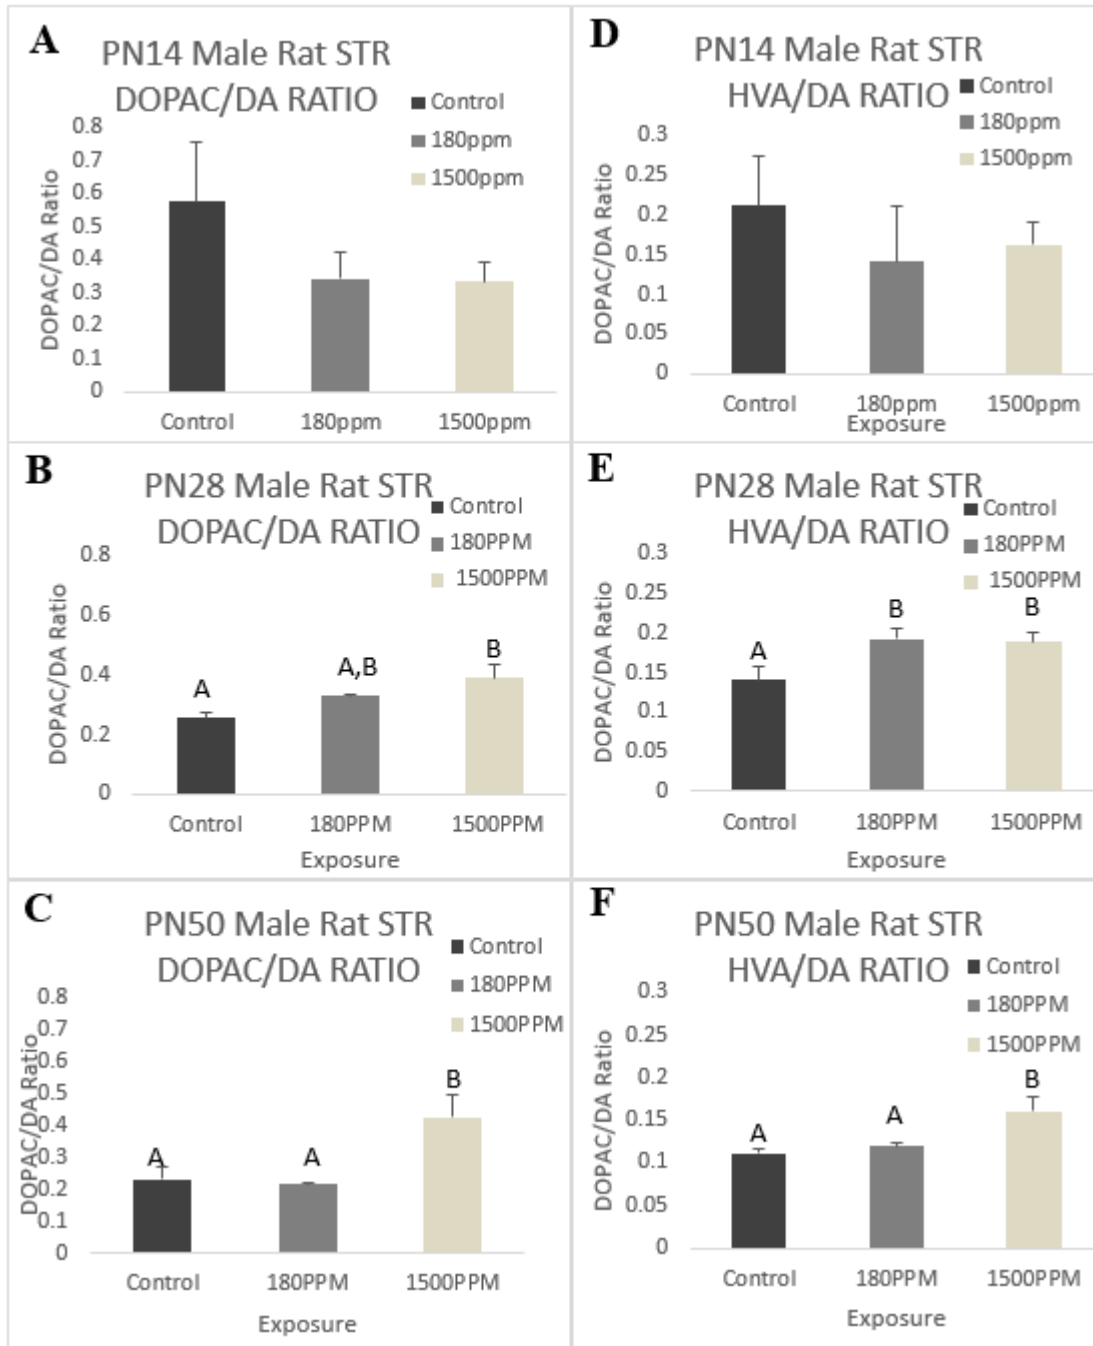 A
PN14 Male Rat STR
DOPAC/DA RATIO
Control
180ppm
1500ppm
DOPAC/DA Ratio
0.8
0.7
0.6
0.5
0.4
0.3
0.2
0.1
0
Control 180ppm 1500ppm
D
PN14 Male Rat STR
HVA/DA RATIO
Control
180ppm
1500ppm
DOPAC/DA Ratio
0.3
0.25
0.2
0.15
0.1
0.05
0
Control 180ppm 1500ppm
Exposure
B
PN28 Male Rat STR
DOPAC/DA RATIO
Control
180PPM
1500PPM
DOPAC/DA Ratio
0.8
0.6
0.4
0.2
0
A A,B B
Control 180PPM 1500PPM
Exposure
E
PN28 Male Rat STR
HVA/DA RATIO
Control
180PPM
1500PPM
DOPAC/DA Ratio
0.3
0.25
0.2
0.15
0.1
0.05
0
A B B
Control 180PPM 1500PPM
Exposure
C
PN50 Male Rat STR
DOPAC/DA RATIO
Control
180PPM
1500PPM
DOPAC/DA Ratio
0.8
0.7
0.6
0.5
0.4
0.3
0.2
0.1
0
A A B
Control 180PPM 1500PPM
Exposure
F
PN50 Male Rat STR
HVA/DA RATIO
Control
180PPM
1500PPM
DOPAC/DA Ratio
0.3
0.25
0.2
0.15
0.1
0.05
0
A A B
Control 180PPM 1500PPM
Exposure